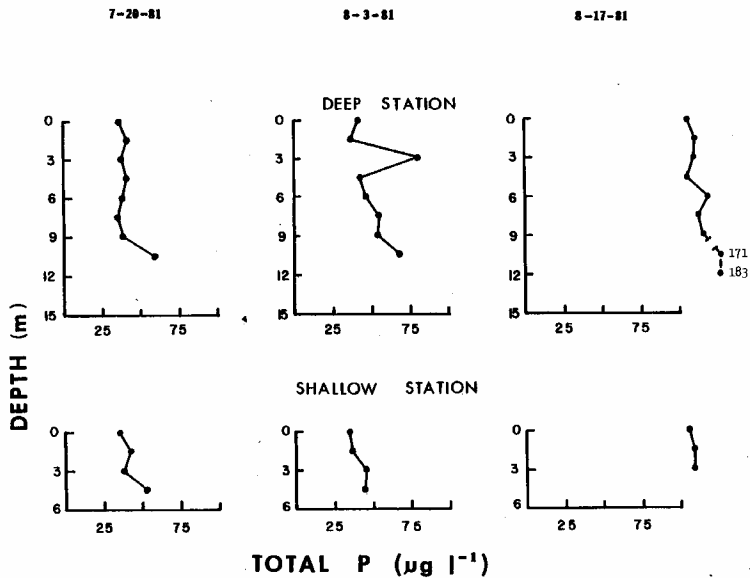 7-20-81 8-3-81 8-17-81
DEEP STATION
0 0 0
3 3 3
6 6 6
9 9 9
171
12 12 12 183
15 15 15
25 75 25 75 25 75
DEPTH (m)
SHALLOW STATION
0 0 0
3 3 3
6 6 6
25 75 25 75 25 75
TOTAL P (µg l⁻¹)